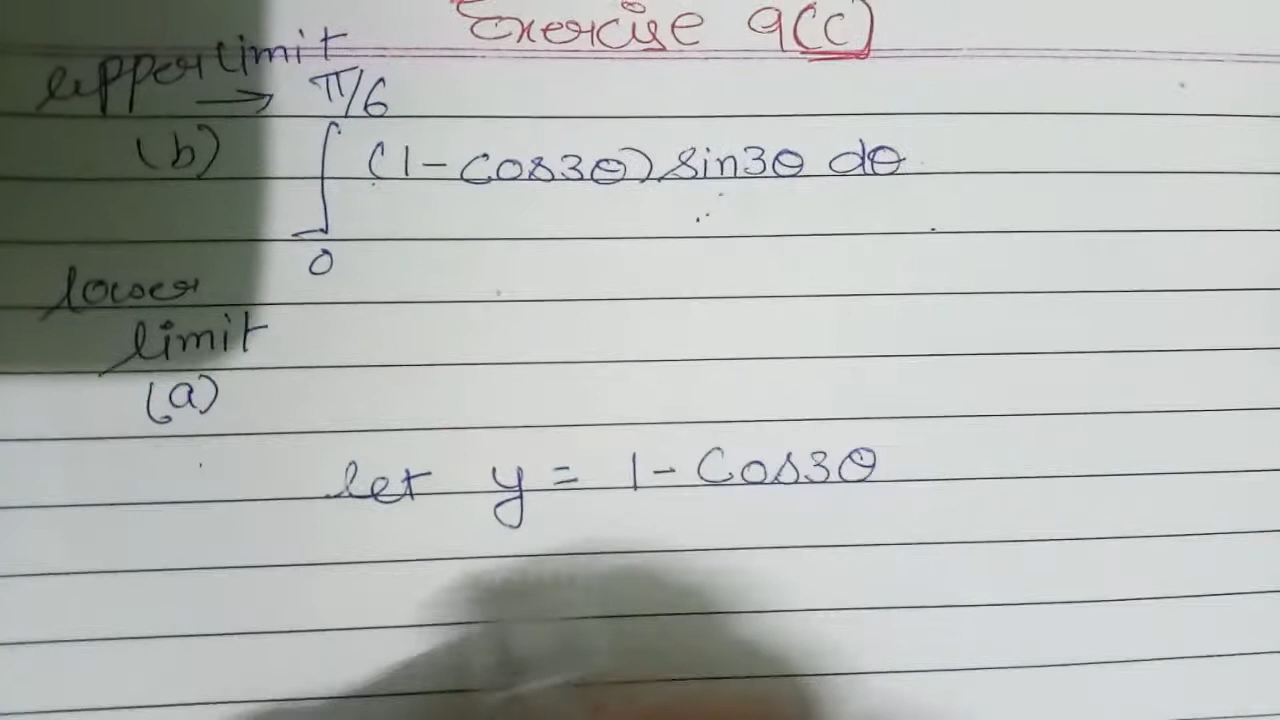 Exercise 9(c)
upper limit
→ π/6
(b) ∫ (1-Cos3θ) sin3θ dθ
0
lower
limit
(a)
let y = 1-Cos3θ